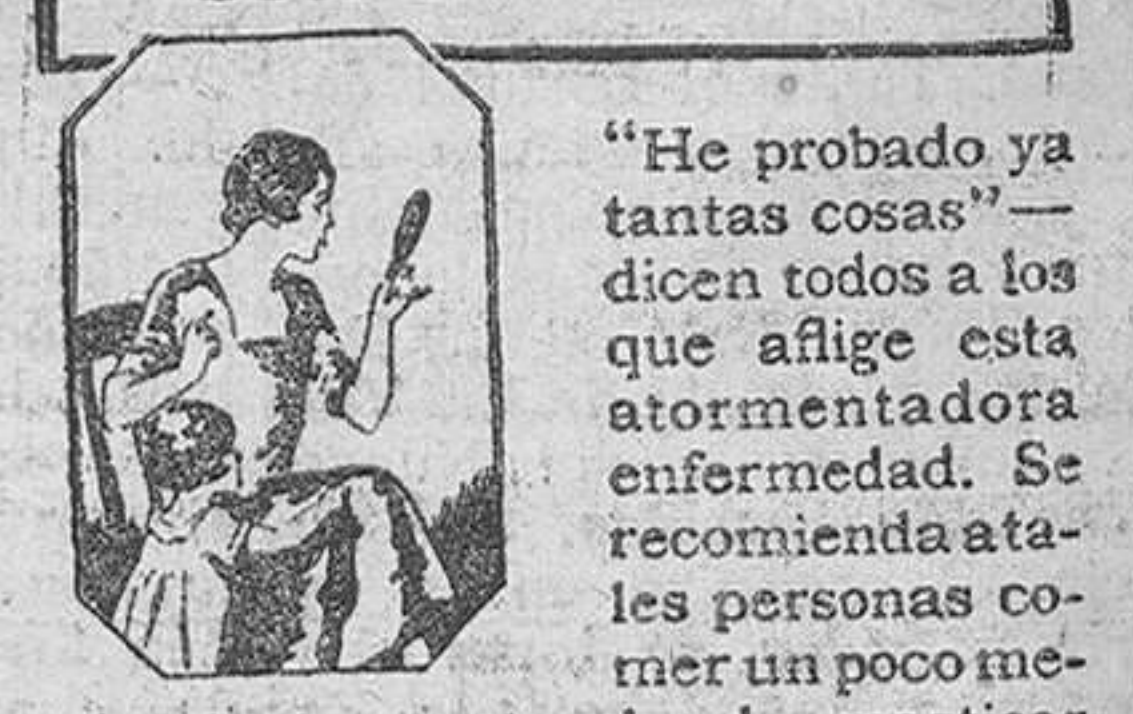 “He probado ya
tantas cosas”—
dicen todos a los
que aflige esta
atormentadora
enfermedad. Se
recomienda a ta-
les personas co-
mer un poco me-